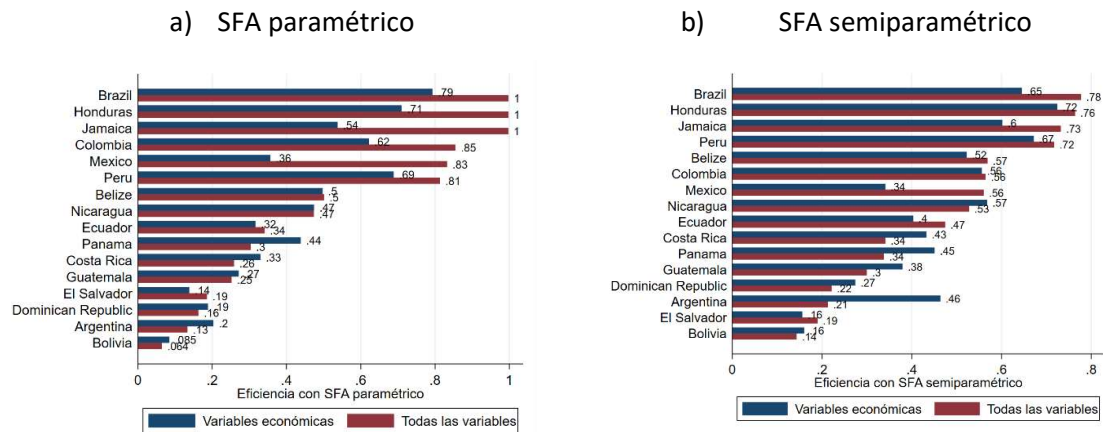 a) SFA paramétrico
Brazil .79 1
Honduras .71 1
Jamaica .54 1
Colombia .62 .85
Mexico .36 .83
Peru .69 .81
Belize .5 .5
Nicaragua .47 .47
Ecuador .32 .34
Panama .44 .3
Costa Rica .33 .26
Guatemala .27 .25
El Salvador .14 .19
Dominican Republic .19 .16
Argentina .2 .13
Bolivia .085 .064
0 .2 .4 .6 .8 1
Eficiencia con SFA paramétrico
Variables económicas Todas las variables
b) SFA semiparamétrico
Brazil .65 .78
Honduras .72 .76
Jamaica .6 .73
Peru .67 .72
Belize .52 .57
Colombia .56 .56
Mexico .34 .56
Nicaragua .57 .53
Ecuador .4 .47
Costa Rica .43 .34
Panama .45 .34
Guatemala .38 .3
Dominican Republic .27 .22
Argentina .46 .21
El Salvador .16 .19
Bolivia .16 .14
0 .2 .4 .6 .8
Eficiencia con SFA semiparamétrico
Variables económicas Todas las variables